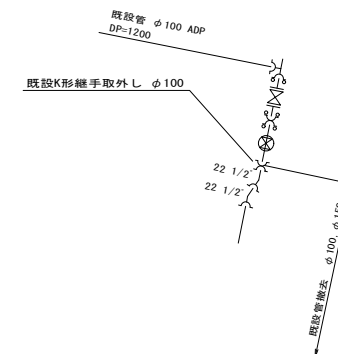 既設管 φ100 ADP
DP=1200
既設K形継手取外し φ100
22 1/2°
22 1/2°
既設管撤去 φ100, φ150